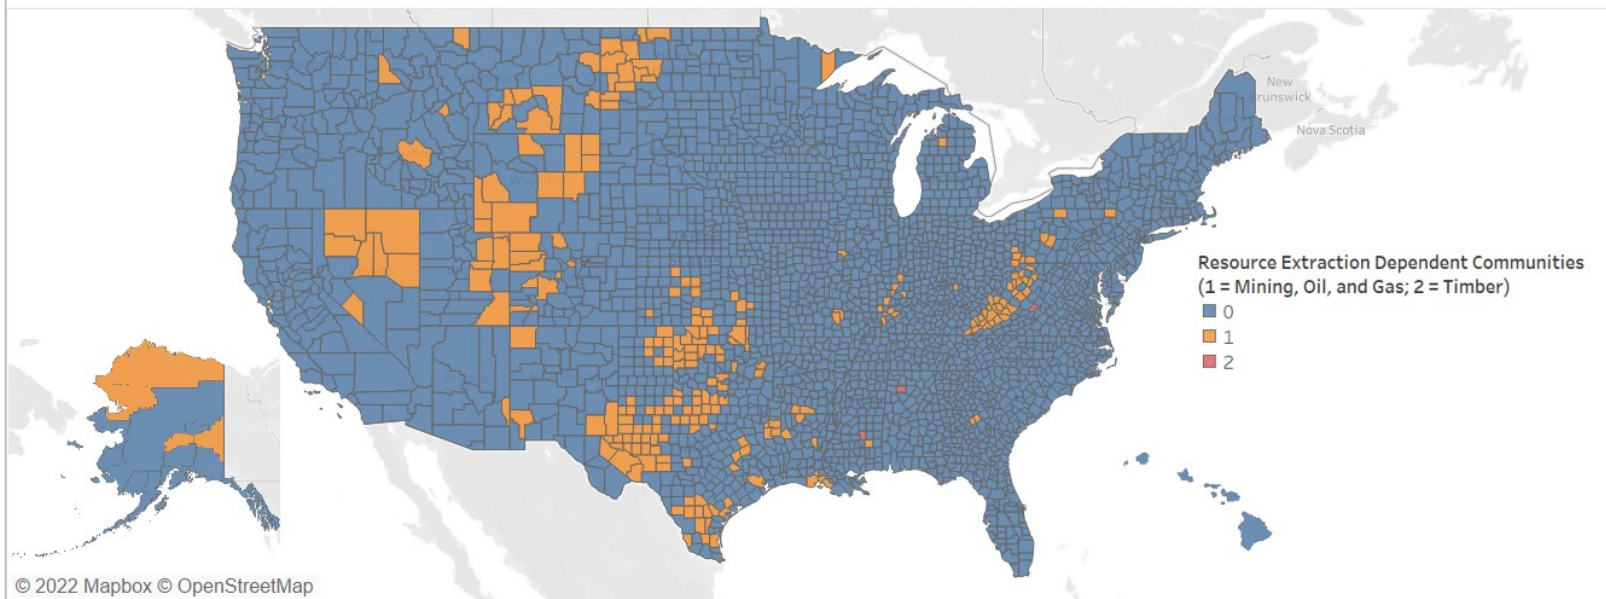 New
Brunswick
Nova Scotia
Wyoming
Resource Extraction Dependent Communities
(1 = Mining, Oil, and Gas; 2 = Timber)
0
1
2
© 2022 Mapbox © OpenStreetMap